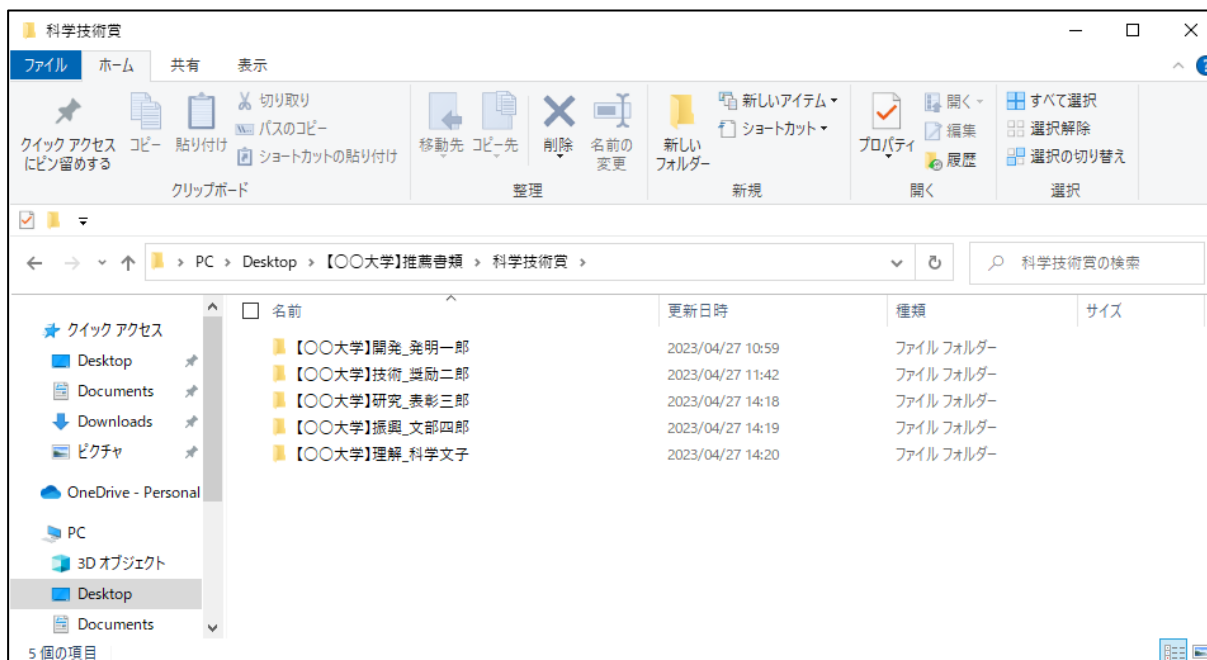 科学技術賞
ファイル ホーム 共有 表示
クイック アクセス
にピン留めする
コピー
貼り付け
切り取り
パスのコピー
ショートカットの貼り付け
クリップボード
移動先 コピー先
削除
名前の
変更
整理
新しい
フォルダー
新しいアイテム
ショートカット
新規
プロパティ
開く
編集
履歴
開く
すべて選択
選択解除
選択の切り替え
選択
PC > Desktop > 【〇〇大学】推薦書類 > 科学技術賞 >
科学技術賞の検索
クイック アクセス
Desktop
Documents
Downloads
ピクチャ
OneDrive - Personal
PC
3D オブジェクト
Desktop
Documents
名前 更新日時 種類 サイズ
【〇〇大学】開発_発明一郎 2023/04/27 10:59 ファイル フォルダー
【〇〇大学】技術_奨励二郎 2023/04/27 11:42 ファイル フォルダー
【〇〇大学】研究_表彰三郎 2023/04/27 14:18 ファイル フォルダー
【〇〇大学】振興_文部四郎 2023/04/27 14:19 ファイル フォルダー
【〇〇大学】理解_科学文子 2023/04/27 14:20 ファイル フォルダー
5 個の項目